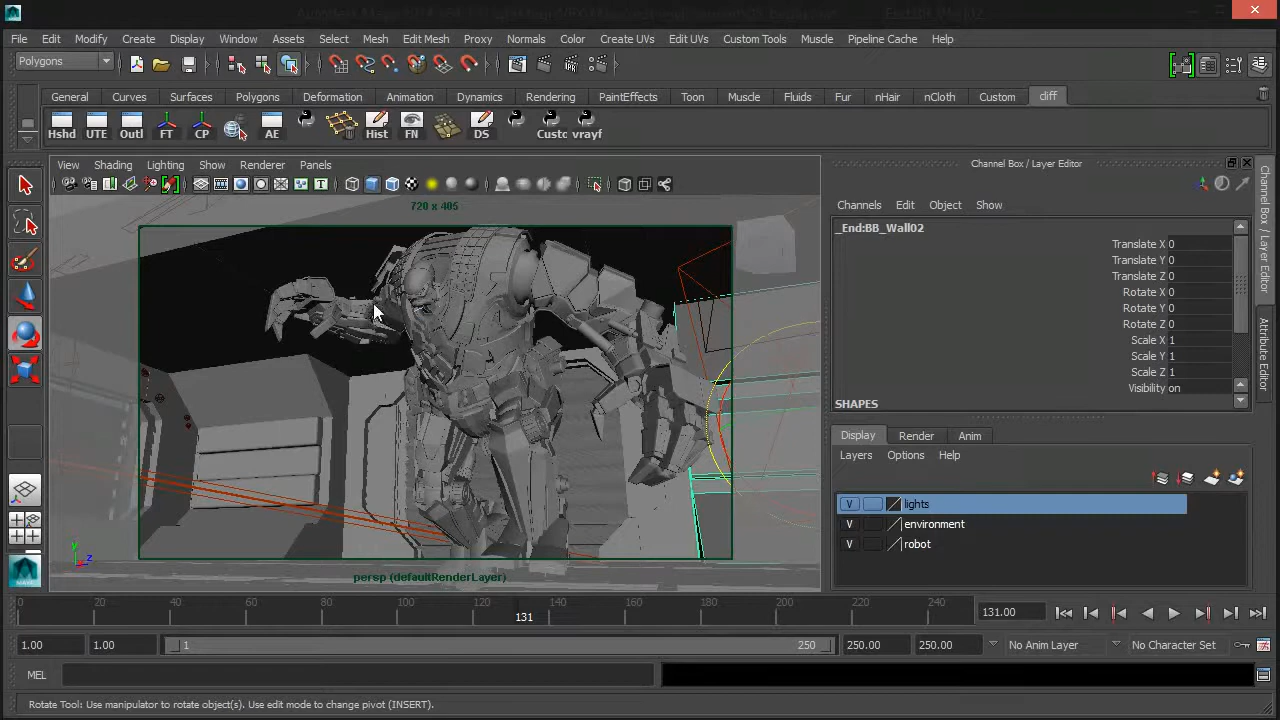 File Edit Modify Create Display Window Assets Select Mesh Edit Mesh Proxy Normals Color Create UVs Edit UVs Custom Tools Muscle Pipeline Cache Help
Polygons
General Curves Surfaces Polygons Deformation Animation Dynamics Rendering PaintEffects Toon Muscle Fluids Fur nHair nCloth Custom diff
Hshd UTE Outl FT CP AE Hist FN DS Custc vrayf
View Shading Lighting Show Renderer Panels
720 x 405
persp (defaultRenderLayer)
y
z
Channel Box / Layer Editor
Channels Edit Object Show
_End:BB_Wall02
Translate X 0
Translate Y 0
Translate Z 0
Rotate X 0
Rotate Y 0
Rotate Z 0
Scale X 1
Scale Y 1
Scale Z 1
Visibility on
SHAPES
Display Render Anim
Layers Options Help
V lights
V environment
V robot
Channel Box / Layer Editor
Attribute Editor
0 20 40 60 80 100 120 140 160 180 200 220 240
131
131.00
1.00 1.00 1 250 250.00 250.00 No Anim Layer No Character Set
MEL
Rotate Tool: Use manipulator to rotate object(s). Use edit mode to change pivot (INSERT).